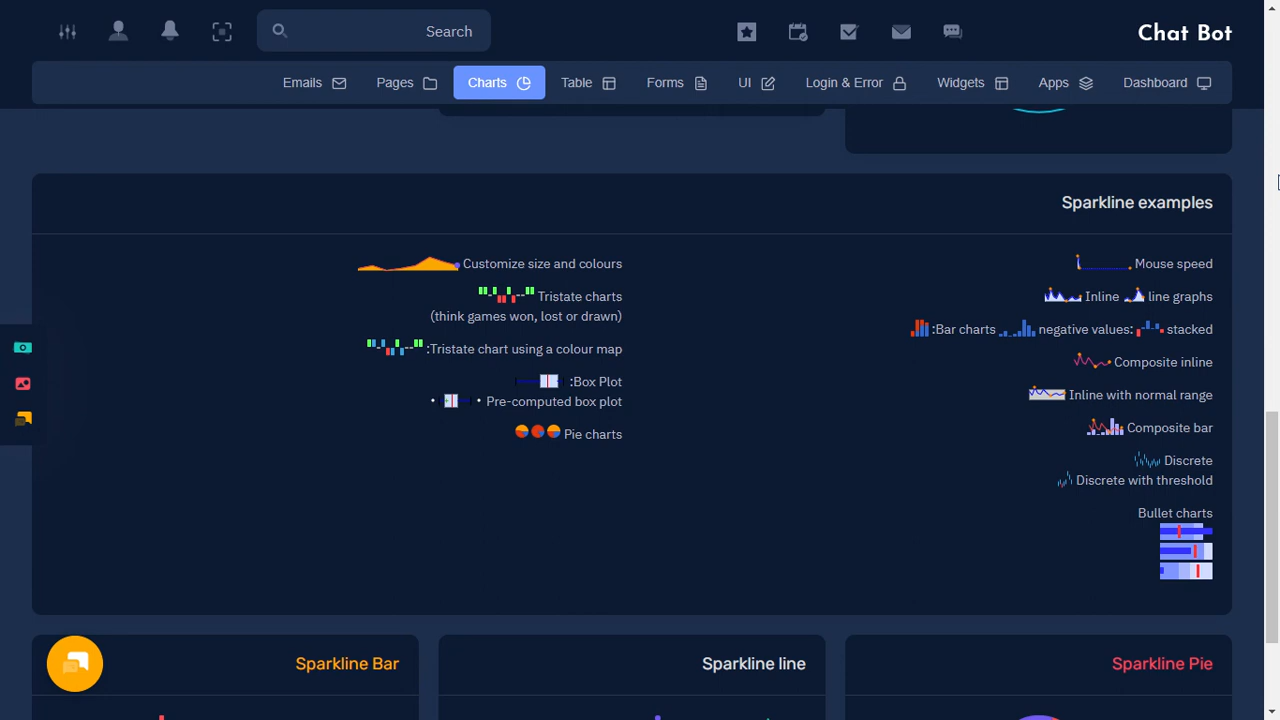 Search
Chat Bot
Emails
Pages
Charts
Table
Forms
UI
Login & Error
Widgets
Apps
Dashboard
Sparkline examples
Mouse speed
Inline line graphs
:Bar charts negative values: stacked
Composite inline
Inline with normal range
Composite bar
Discrete
Discrete with threshold
Bullet charts
Customize size and colours
Tristate charts
(think games won, lost or drawn)
:Tristate chart using a colour map
:Box Plot
Pre-computed box plot
Pie charts
Sparkline Bar
Sparkline line
Sparkline Pie